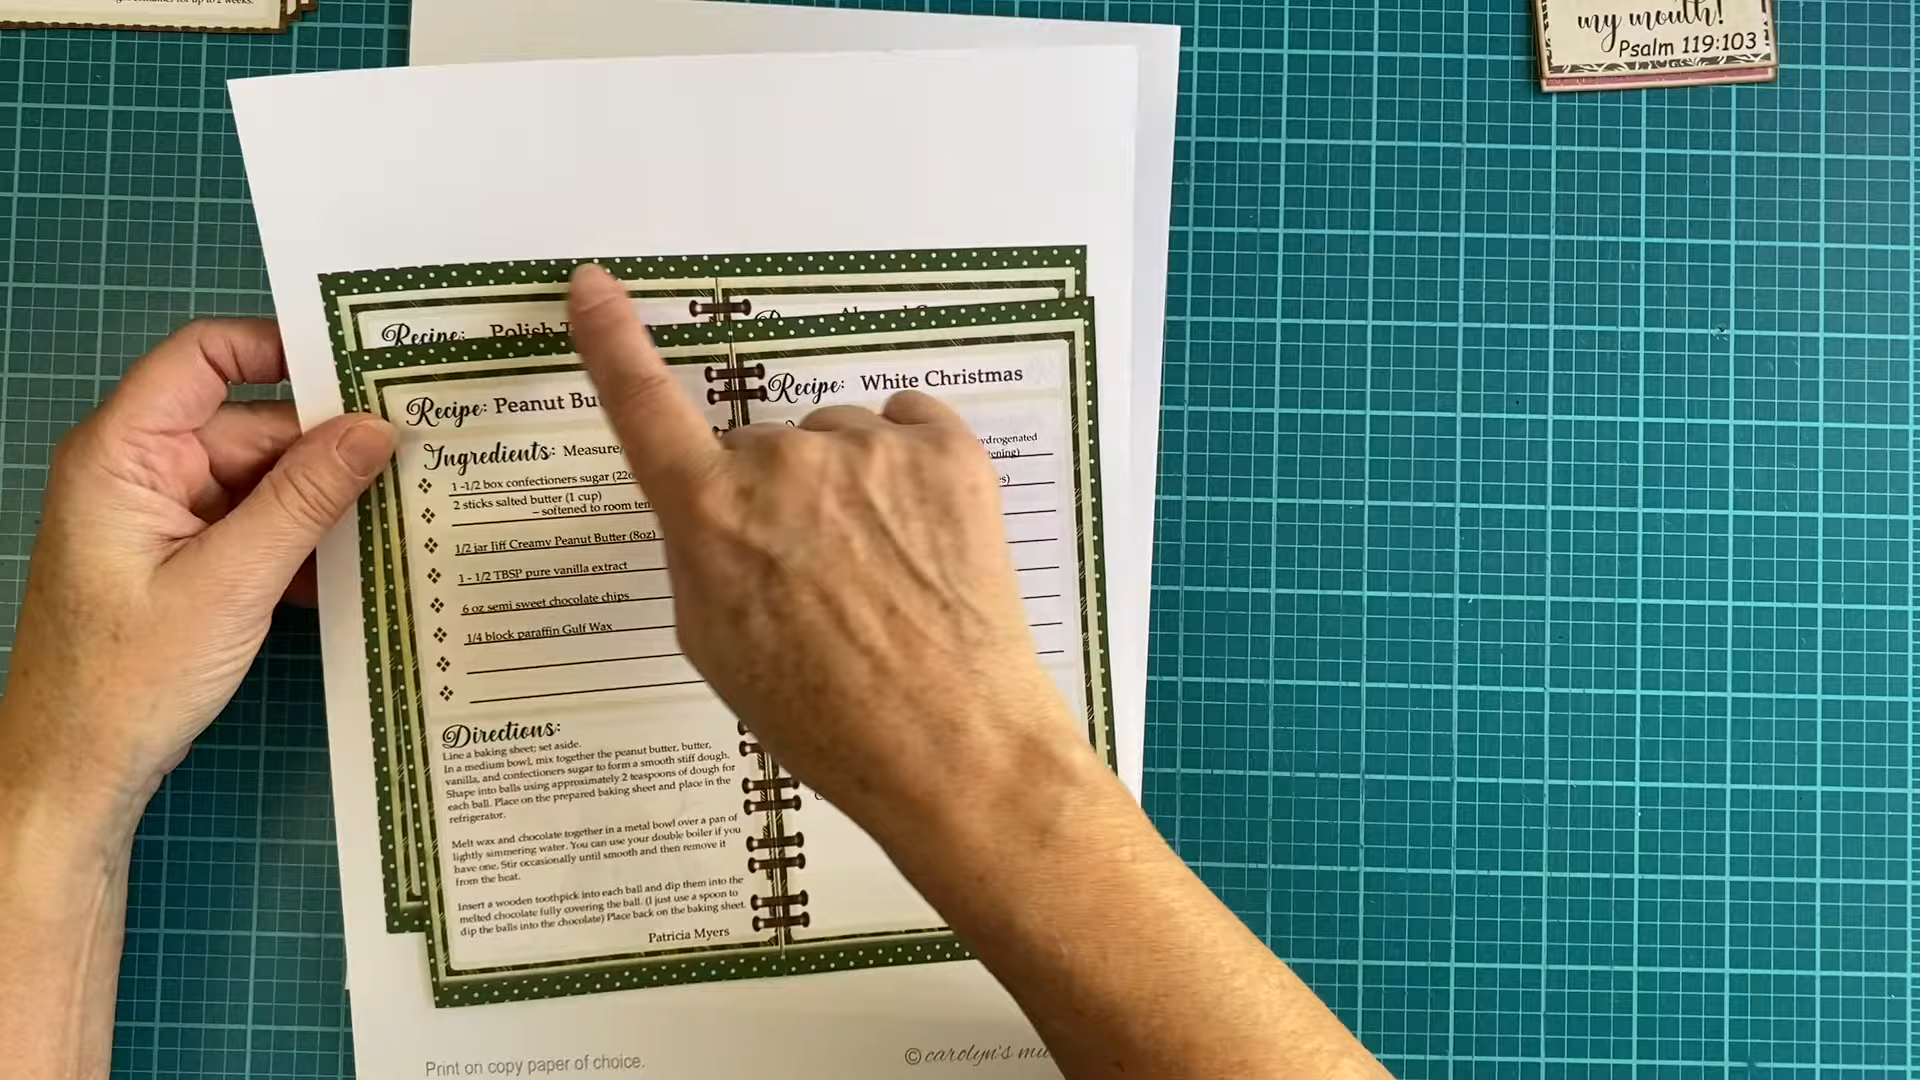 my mouth!
Psalm 119:103
for up to 2 weeks.
Recipe: Polish
Recipe: Peanut
Ingredients: Measure/
1 -1/2 box confectioners sugar
2 sticks salted butter (1 cup)
– softened to room
1/2 jar Jiff Creamy Peanut Butter (8oz)
1 - 1/2 TBSP pure vanilla extract
6 oz semi sweet chocolate chips
1/4 block paraffin Gulf Wax
Directions:
Line a baking sheet; set aside.
In a medium bowl, mix together the peanut butter, butter,
vanilla, and confectioners sugar to form a smooth stiff dough.
Shape into balls using approximately 2 teaspoons of dough for
each ball. Place on the prepared baking sheet and place in the
refrigerator.
Melt wax and chocolate together in a metal bowl over a pan of
lightly simmering water. You can use your double boiler if you
have one. Stir occasionally until smooth and then remove it
from the heat.
Insert a wooden toothpick into each ball and dip them into the
melted chocolate fully covering the ball. (I just use a spoon to
dip the balls into the chocolate) Place back on the baking sheet.
Patricia Myers
Recipe: White Christmas
Print on copy paper of choice.
© carolyn's